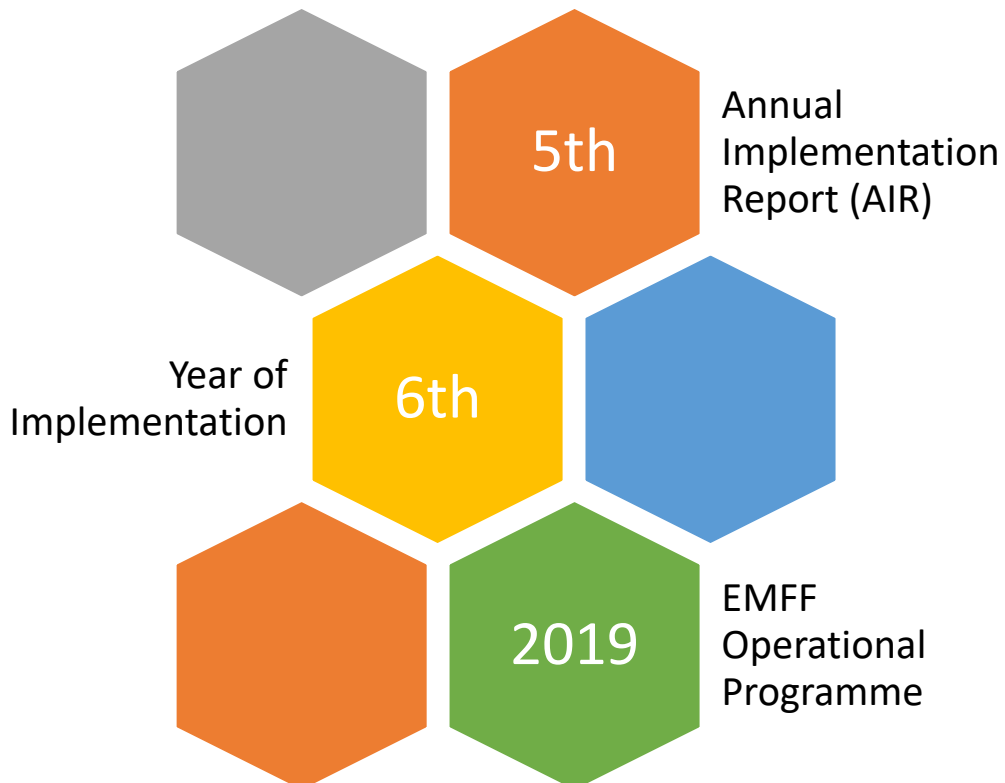 5th
Annual
Implementation
Report (AIR)
Year of
Implementation
6th
2019
EMFF
Operational
Programme